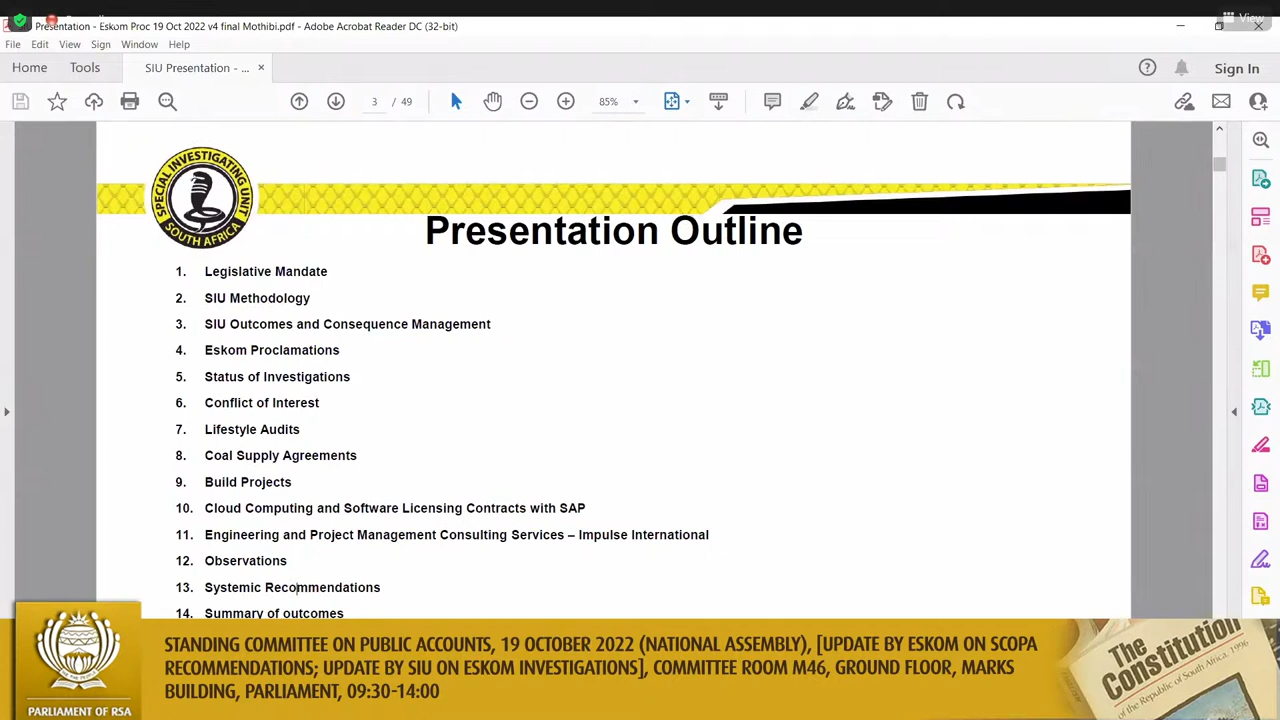 View
Presentation - Eskom Proc 19 Oct 2022 v4 final Mothibi.pdf - Adobe Acrobat Reader DC (32-bit)
File Edit View Sign Window Help
Home Tools SIU Presentation - ... × Sign In
3 / 49 85%
SPECIAL INVESTIGATING UNIT
SOUTH AFRICA
Presentation Outline
1. Legislative Mandate
2. SIU Methodology
3. SIU Outcomes and Consequence Management
4. Eskom Proclamations
5. Status of Investigations
6. Conflict of Interest
7. Lifestyle Audits
8. Coal Supply Agreements
9. Build Projects
10. Cloud Computing and Software Licensing Contracts with SAP
11. Engineering and Project Management Consulting Services – Impulse International
12. Observations
13. Systemic Recommendations
14. Summary of outcomes
STANDING COMMITTEE ON PUBLIC ACCOUNTS, 19 OCTOBER 2022 (NATIONAL ASSEMBLY), [UPDATE BY ESKOM ON SCOPA
RECOMMENDATIONS; UPDATE BY SIU ON ESKOM INVESTIGATIONS], COMMITTEE ROOM M46, GROUND FLOOR, MARKS
BUILDING, PARLIAMENT, 09:30-14:00
PARLIAMENT OF RSA
The
Constitution
of the Republic of South Africa, 1996